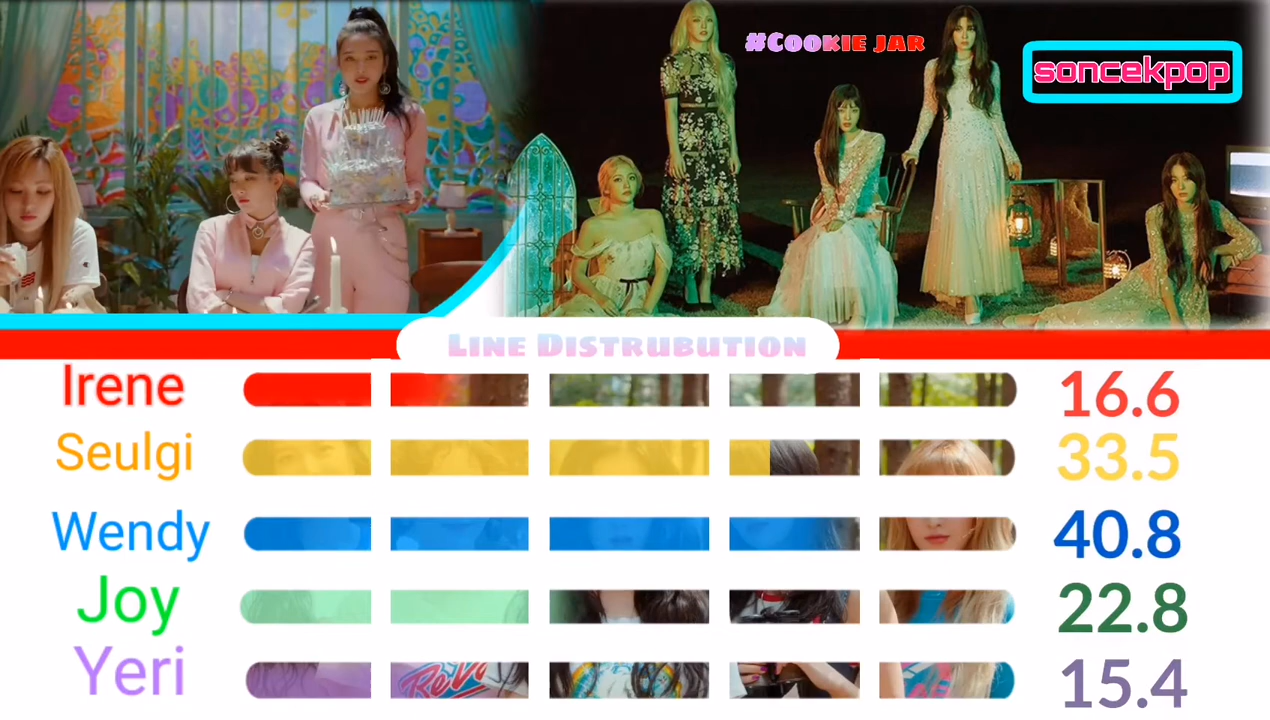 #Cookie jar
soncekpop
Line Distrubution
Irene 16.6
Seulgi 33.5
Wendy 40.8
Joy 22.8
Yeri 15.4
ReVe